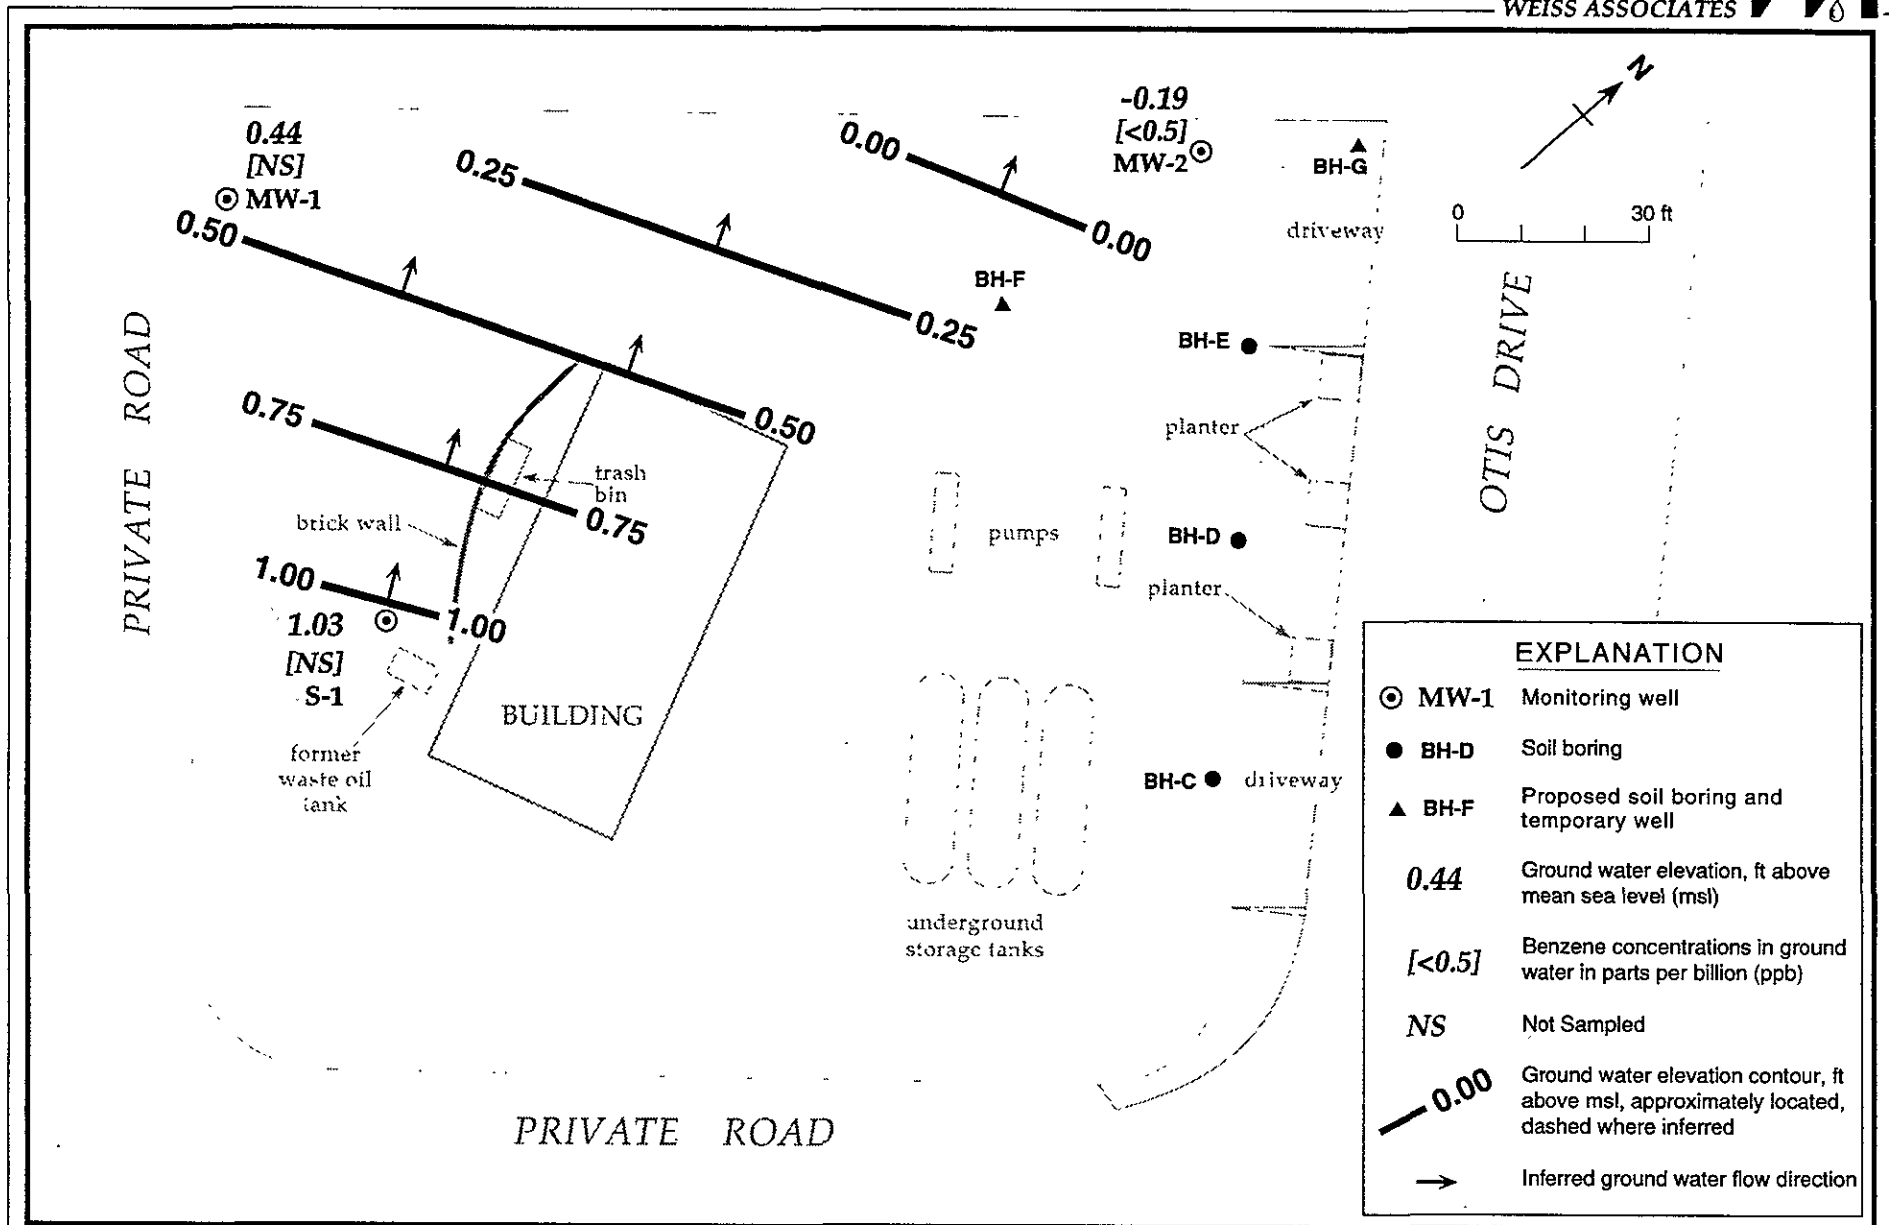 WEISS ASSOCIATES
N
0 30 ft
0.44
[NS]
MW-1
0.50
0.50
0.25
0.25
0.00
0.00
-0.19
[<0.5]
MW-2
BH-G
driveway
BH-F
BH-E
planter
OTIS DRIVE
PRIVATE ROAD
0.75
0.75
trash
bin
brick wall
pumps
BH-D
planter
1.00
1.00
1.03
[NS]
S-1
BUILDING
former
waste oil
tank
BH-C
driveway
underground
storage tanks
PRIVATE ROAD
EXPLANATION
MW-1 Monitoring well
BH-D Soil boring
BH-F Proposed soil boring and
temporary well
0.44 Ground water elevation, ft above
mean sea level (msl)
[<0.5] Benzene concentrations in ground
water in parts per billion (ppb)
NS Not Sampled
0.00 Ground water elevation contour, ft
above msl, approximately located,
dashed where inferred
Inferred ground water flow direction